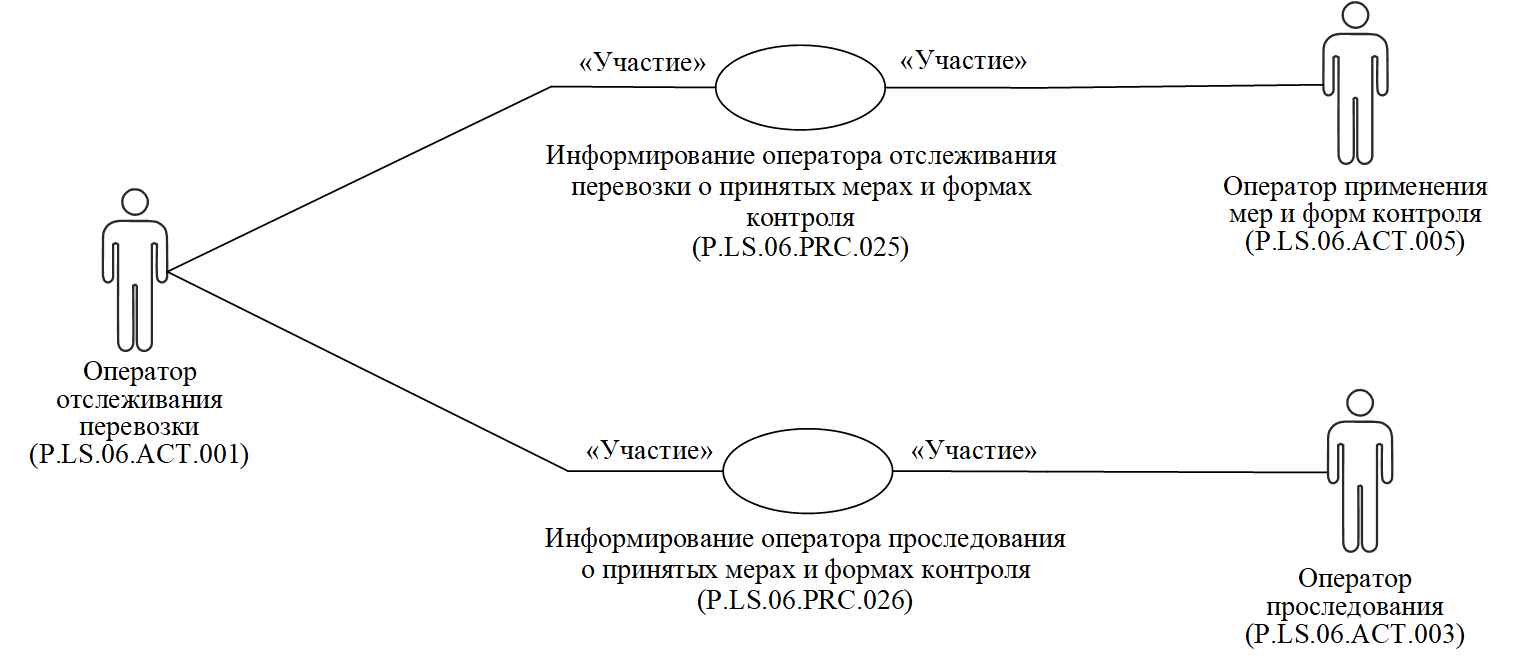 «Участие»
«Участие»
Информирование оператора отслеживания
перевозки о принятых мерах и формах
контроля
(P.LS.06.PRC.025)
Оператор применения
мер и форм контроля
(P.LS.06.ACT.005)
Оператор
отслеживания
перевозки
(P.LS.06.ACT.001)
«Участие»
«Участие»
Информирование оператора проследования
о принятых мерах и формах контроля
(P.LS.06.PRC.026)
Оператор
проследования
(P.LS.06.ACT.003)